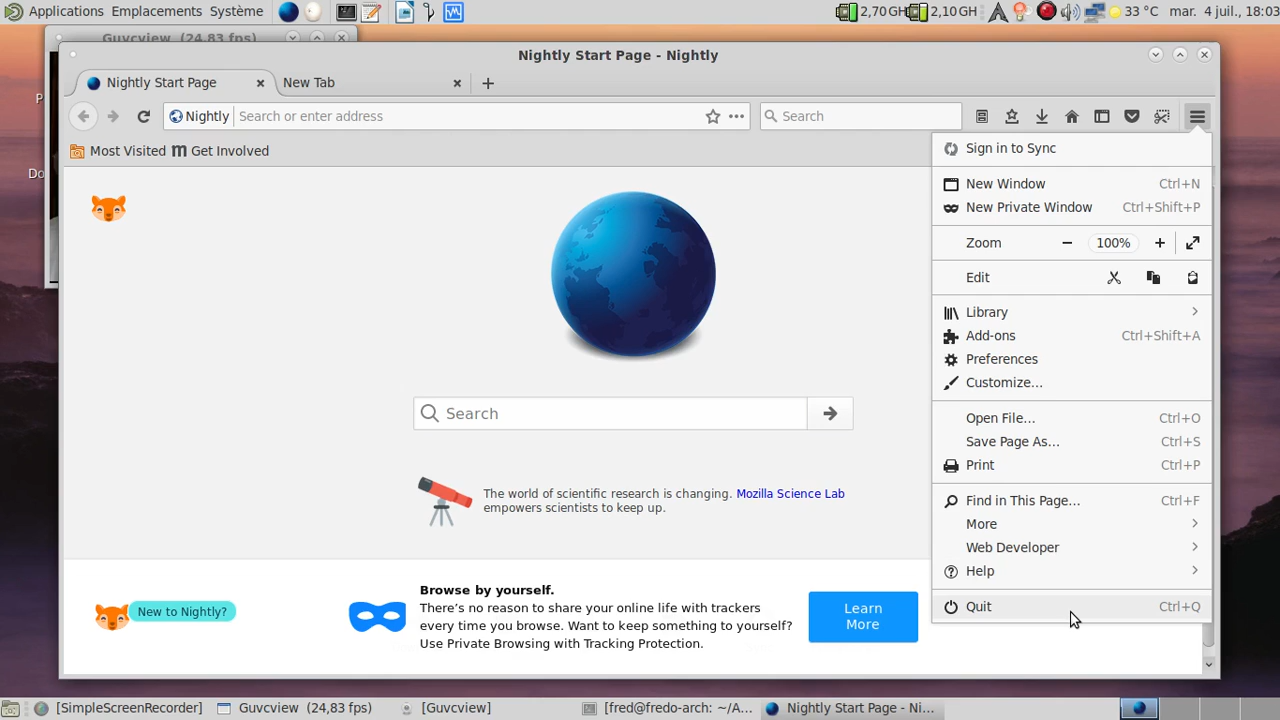 Applications Emplacements Système
2,70 GH 2,10 GH 33 °C mar. 4 juil., 18:03
Guvcview (24,83 fps)
Nightly Start Page - Nightly
Nightly Start Page New Tab
Nightly Search or enter address Search
Most Visited Get Involved
P
Do
Sign in to Sync
New Window Ctrl+N
New Private Window Ctrl+Shift+P
Zoom 100%
Edit
Library
Add-ons Ctrl+Shift+A
Preferences
Customize...
Open File... Ctrl+O
Save Page As... Ctrl+S
Print Ctrl+P
Find in This Page... Ctrl+F
More
Web Developer
Help
Quit Ctrl+Q
Search
The world of scientific research is changing. Mozilla Science Lab
empowers scientists to keep up.
New to Nightly?
Browse by yourself.
There’s no reason to share your online life with trackers
every time you browse. Want to keep something to yourself?
Use Private Browsing with Tracking Protection.
Learn
More
[SimpleScreenRecorder] Guvcview (24,83 fps) [Guvcview] [fred@fredo-arch: ~/A... Nightly Start Page - Ni...